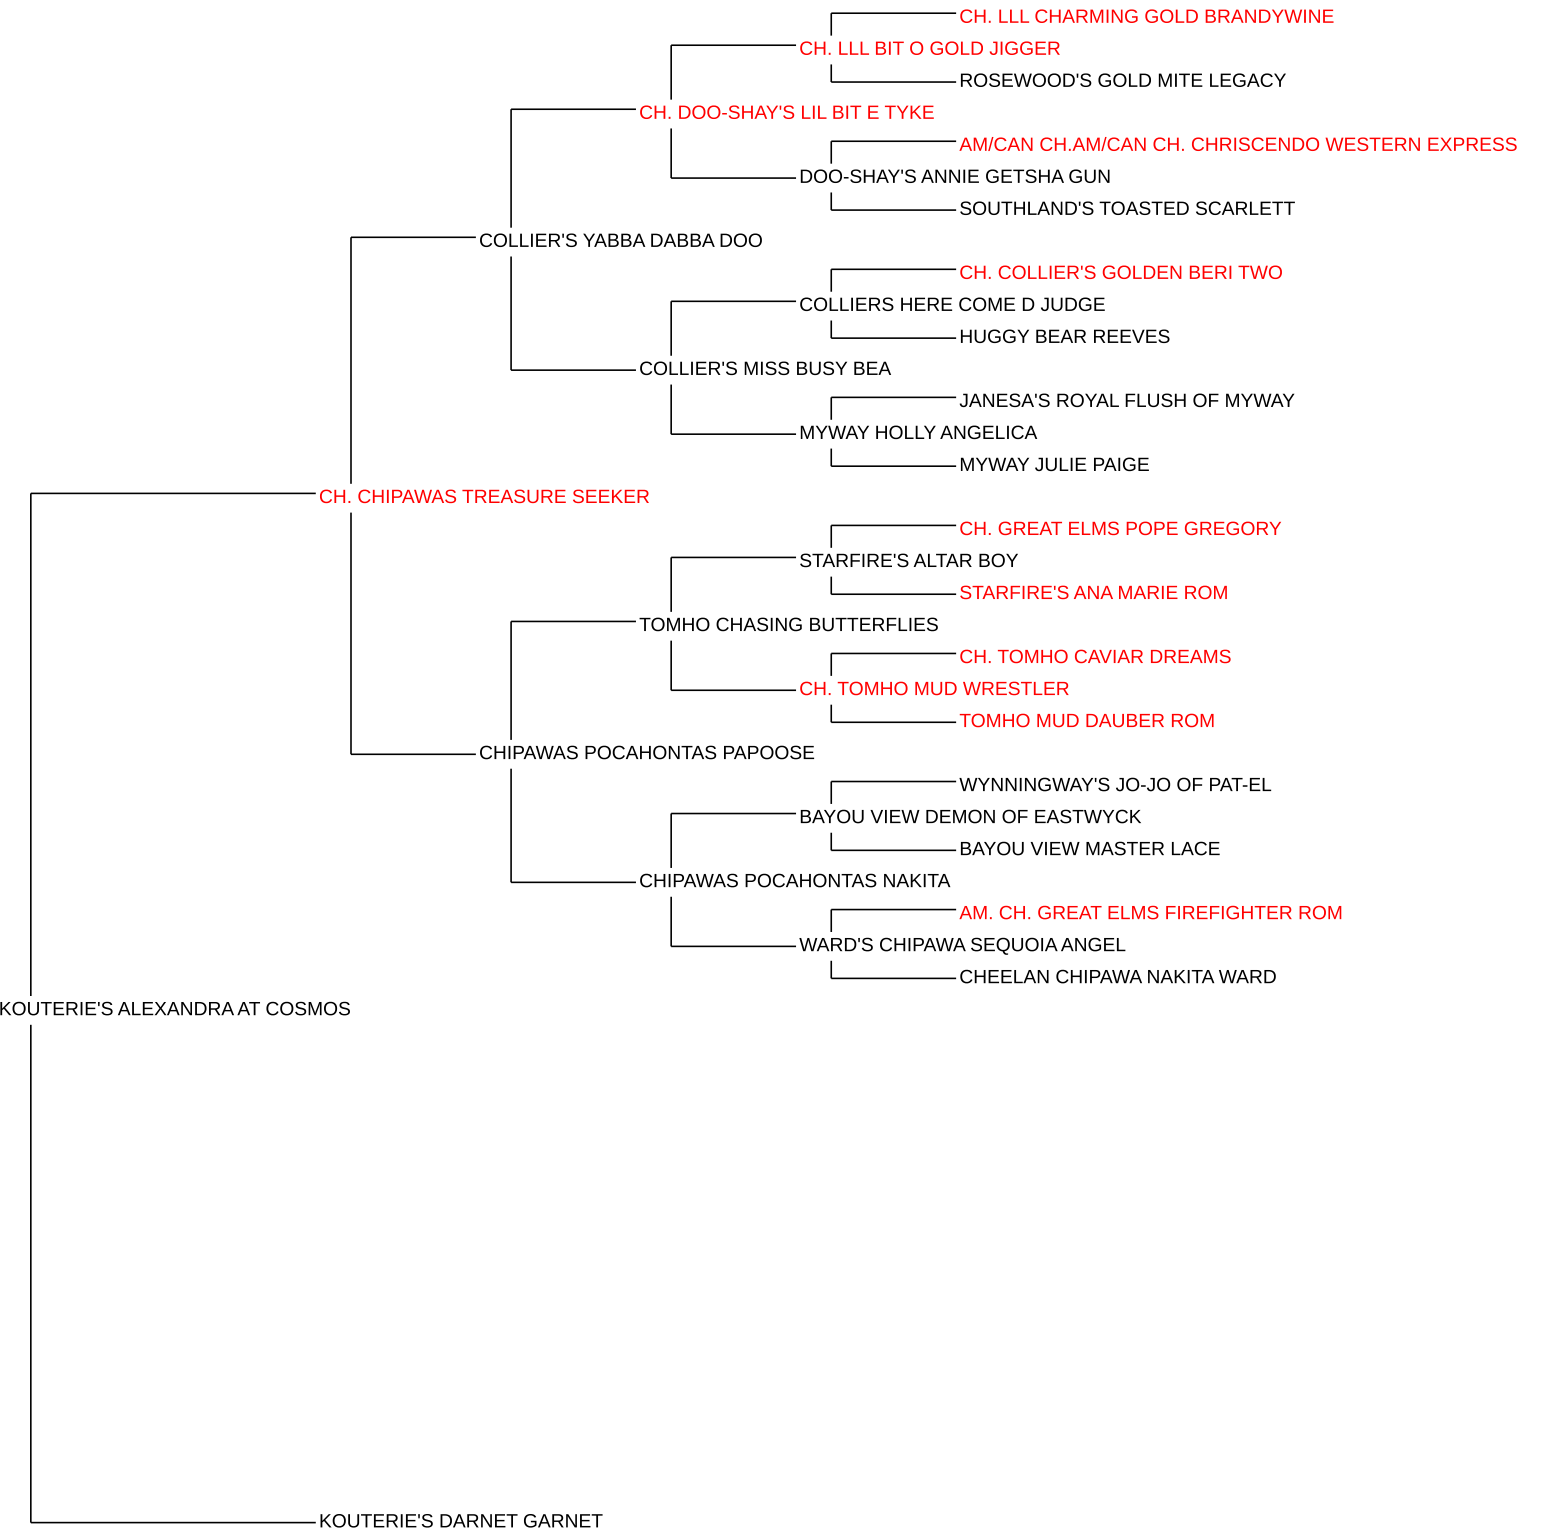 CH. LLL CHARMING GOLD BRANDYWINE
CH. LLL BIT O GOLD JIGGER
ROSEWOOD'S GOLD MITE LEGACY
CH. DOO-SHAY'S LIL BIT E TYKE
AM/CAN CH.AM/CAN CH. CHRISCENDO WESTERN EXPRESS
DOO-SHAY'S ANNIE GETSHA GUN
SOUTHLAND'S TOASTED SCARLETT
COLLIER'S YABBA DABBA DOO
CH. COLLIER'S GOLDEN BERI TWO
COLLIERS HERE COME D JUDGE
HUGGY BEAR REEVES
COLLIER'S MISS BUSY BEA
JANESA'S ROYAL FLUSH OF MYWAY
MYWAY HOLLY ANGELICA
MYWAY JULIE PAIGE
CH. CHIPAWAS TREASURE SEEKER
CH. GREAT ELMS POPE GREGORY
STARFIRE'S ALTAR BOY
STARFIRE'S ANA MARIE ROM
TOMHO CHASING BUTTERFLIES
CH. TOMHO CAVIAR DREAMS
CH. TOMHO MUD WRESTLER
TOMHO MUD DAUBER ROM
CHIPAWAS POCAHONTAS PAPOOSE
WYNNINGWAY'S JO-JO OF PAT-EL
BAYOU VIEW DEMON OF EASTWYCK
BAYOU VIEW MASTER LACE
CHIPAWAS POCAHONTAS NAKITA
AM. CH. GREAT ELMS FIREFIGHTER ROM
WARD'S CHIPAWA SEQUOIA ANGEL
CHEELAN CHIPAWA NAKITA WARD
KOUTERIE'S ALEXANDRA AT COSMOS
KOUTERIE'S DARNET GARNET